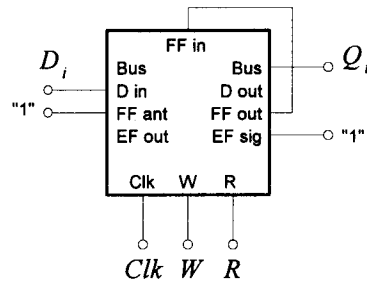 FF in
D_i Bus Bus Q_i
D in D out
"1" FF ant FF out
EF out EF sig "1"
Clk W R
Clk W R